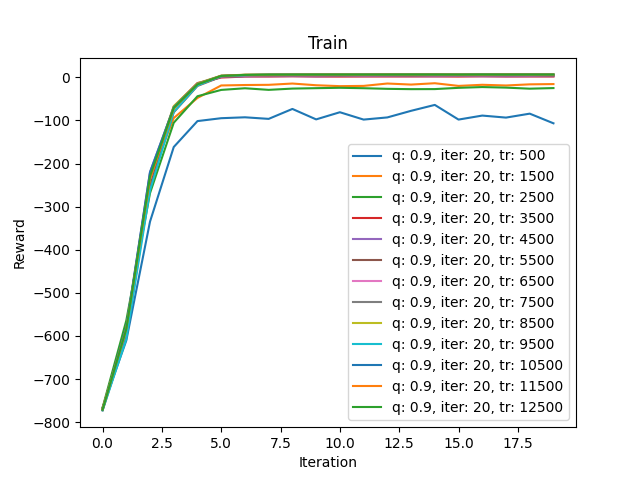 Train
Reward
0
−100
−200
−300
−400
−500
−600
−700
−800
0.0 2.5 5.0 7.5 10.0 12.5 15.0 17.5
Iteration
q: 0.9, iter: 20, tr: 500
q: 0.9, iter: 20, tr: 1500
q: 0.9, iter: 20, tr: 2500
q: 0.9, iter: 20, tr: 3500
q: 0.9, iter: 20, tr: 4500
q: 0.9, iter: 20, tr: 5500
q: 0.9, iter: 20, tr: 6500
q: 0.9, iter: 20, tr: 7500
q: 0.9, iter: 20, tr: 8500
q: 0.9, iter: 20, tr: 9500
q: 0.9, iter: 20, tr: 10500
q: 0.9, iter: 20, tr: 11500
q: 0.9, iter: 20, tr: 12500